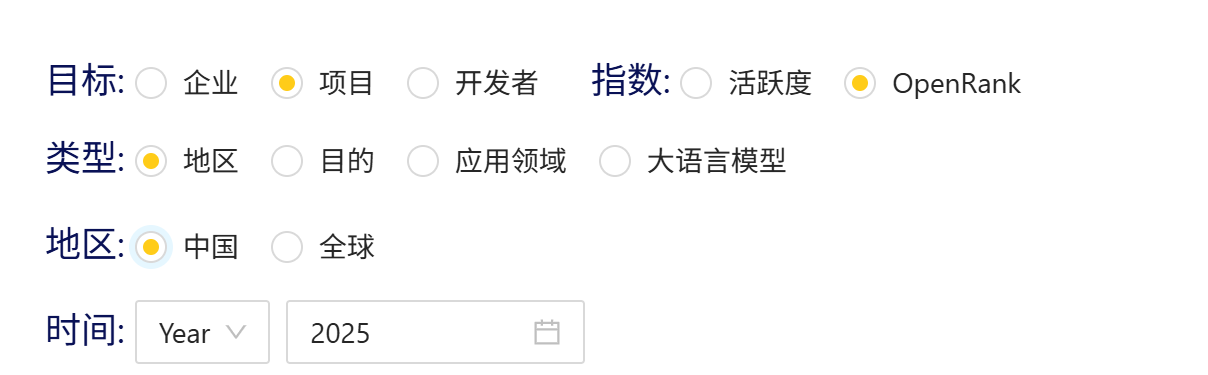 目标: 企业 项目 开发者 指数: 活跃度 OpenRank
类型: 地区 目的 应用领域 大语言模型
地区: 中国 全球
时间: Year 2025